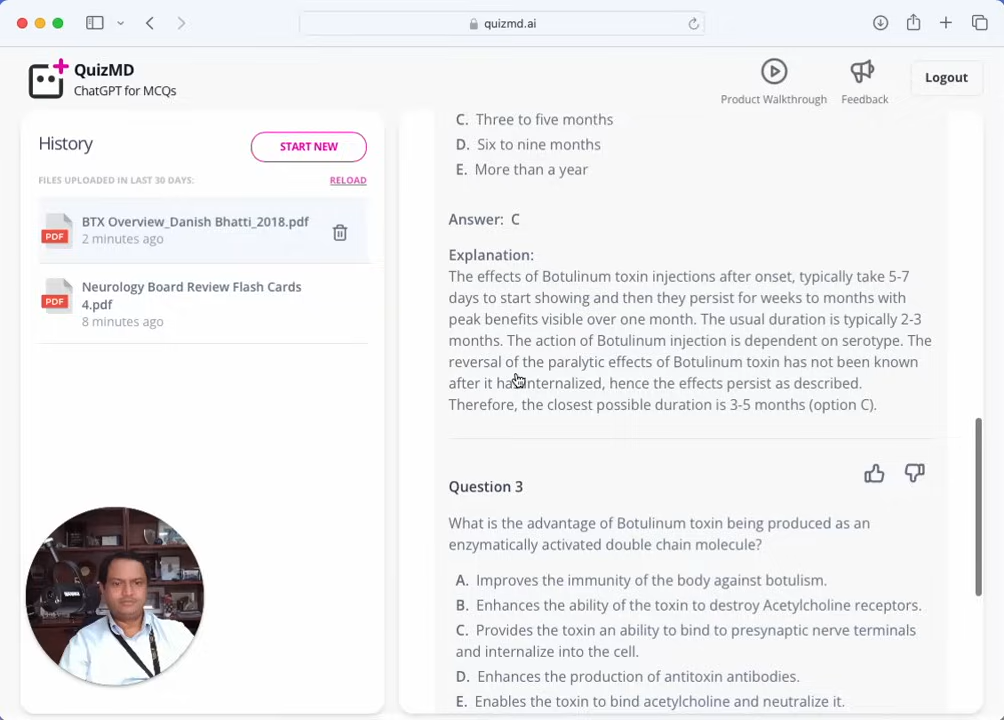 quizmd.ai
QuizMD
ChatGPT for MCQs
Product Walkthrough
Feedback
Logout
History
START NEW
FILES UPLOADED IN LAST 30 DAYS:
RELOAD
PDF
BTX Overview_Danish Bhatti_2018.pdf
2 minutes ago
PDF
Neurology Board Review Flash Cards
4.pdf
8 minutes ago
C. Three to five months
D. Six to nine months
E. More than a year
Answer: C
Explanation:
The effects of Botulinum toxin injections after onset, typically take 5-7
days to start showing and then they persist for weeks to months with
peak benefits visible over one month. The usual duration is typically 2-3
months. The action of Botulinum injection is dependent on serotype. The
reversal of the paralytic effects of Botulinum toxin has not been known
after it has internalized, hence the effects persist as described.
Therefore, the closest possible duration is 3-5 months (option C).
Question 3
What is the advantage of Botulinum toxin being produced as an
enzymatically activated double chain molecule?
A. Improves the immunity of the body against botulism.
B. Enhances the ability of the toxin to destroy Acetylcholine receptors.
C. Provides the toxin an ability to bind to presynaptic nerve terminals
and internalize into the cell.
D. Enhances the production of antitoxin antibodies.
E. Enables the toxin to bind acetylcholine and neutralize it.